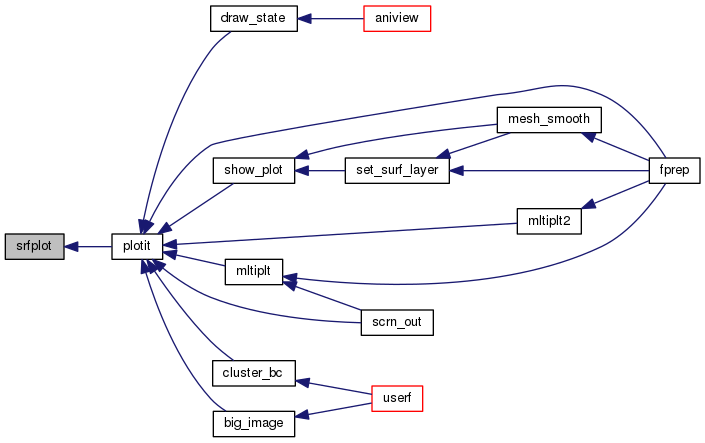 draw_state
aniview
mesh_smooth
show_plot
set_surf_layer
fprep
mltiplt2
srfplot
plotit
mltiplt
scrn_out
cluster_bc
userf
big_image